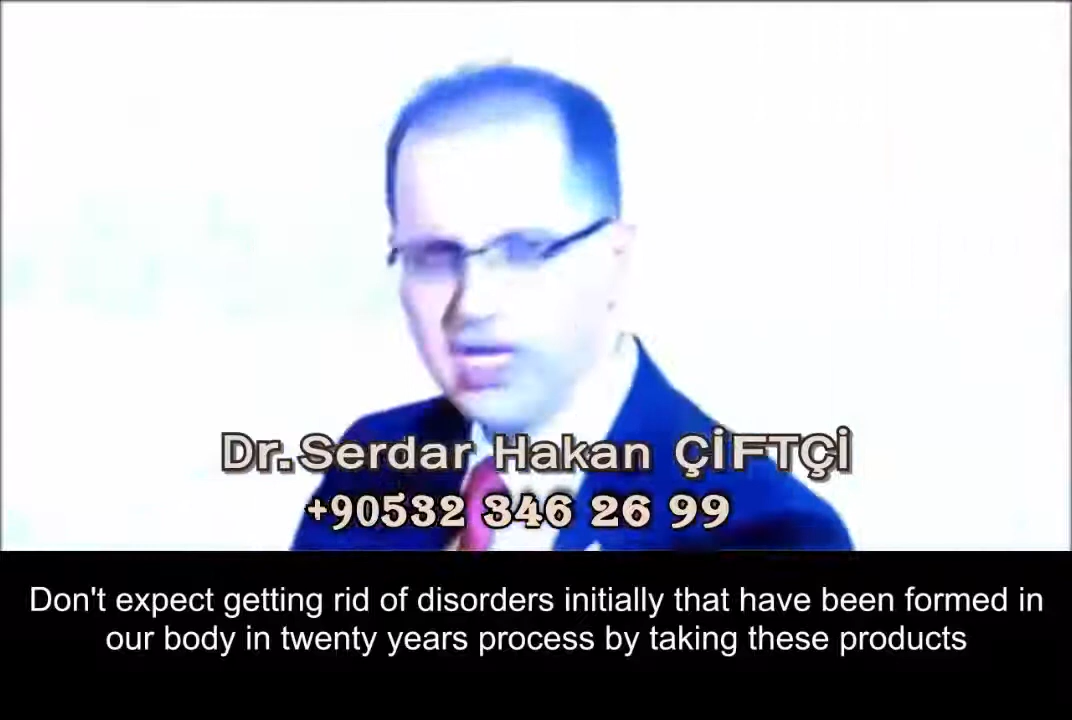 Dr. Serdar Hakan ÇİFTÇİ
+90532 346 26 99
Don't expect getting rid of disorders initially that have been formed in
our body in twenty years process by taking these products